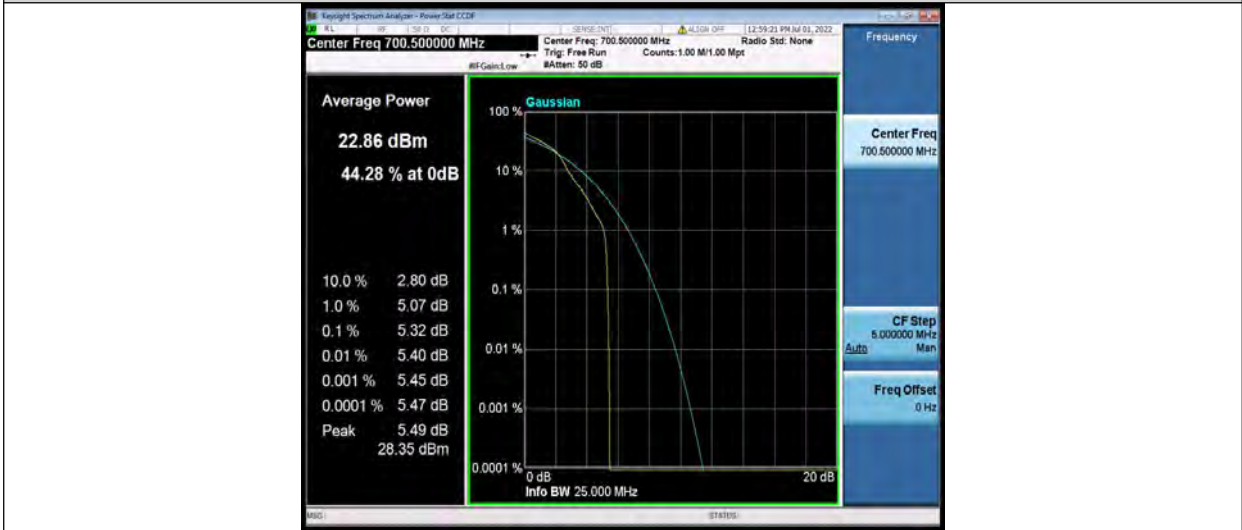 Keysight Spectrum Analyzer - Power Stat CCDF
RL RF 50 Ω DC SENSE:INT ALIGN OFF 12:59:21 PM Jul 01, 2022
Center Freq 700.500000 MHz
Center Freq: 700.500000 MHz Radio Std: None
Trig: Free Run Counts:1.00 M/1.00 Mpt
#IFGain:Low #Atten: 50 dB
Frequency
Average Power
22.86 dBm
44.28 % at 0dB
10.0 % 2.80 dB
1.0 % 5.07 dB
0.1 % 5.32 dB
0.01 % 5.40 dB
0.001 % 5.45 dB
0.0001 % 5.47 dB
Peak 5.49 dB
28.35 dBm
Gaussian
100 %
10 %
1 %
0.1 %
0.01 %
0.001 %
0.0001 %
0 dB 20 dB
Info BW 25.000 MHz
Center Freq
700.500000 MHz
CF Step
5.000000 MHz
Auto Man
Freq Offset
0 Hz
MSG STATUS